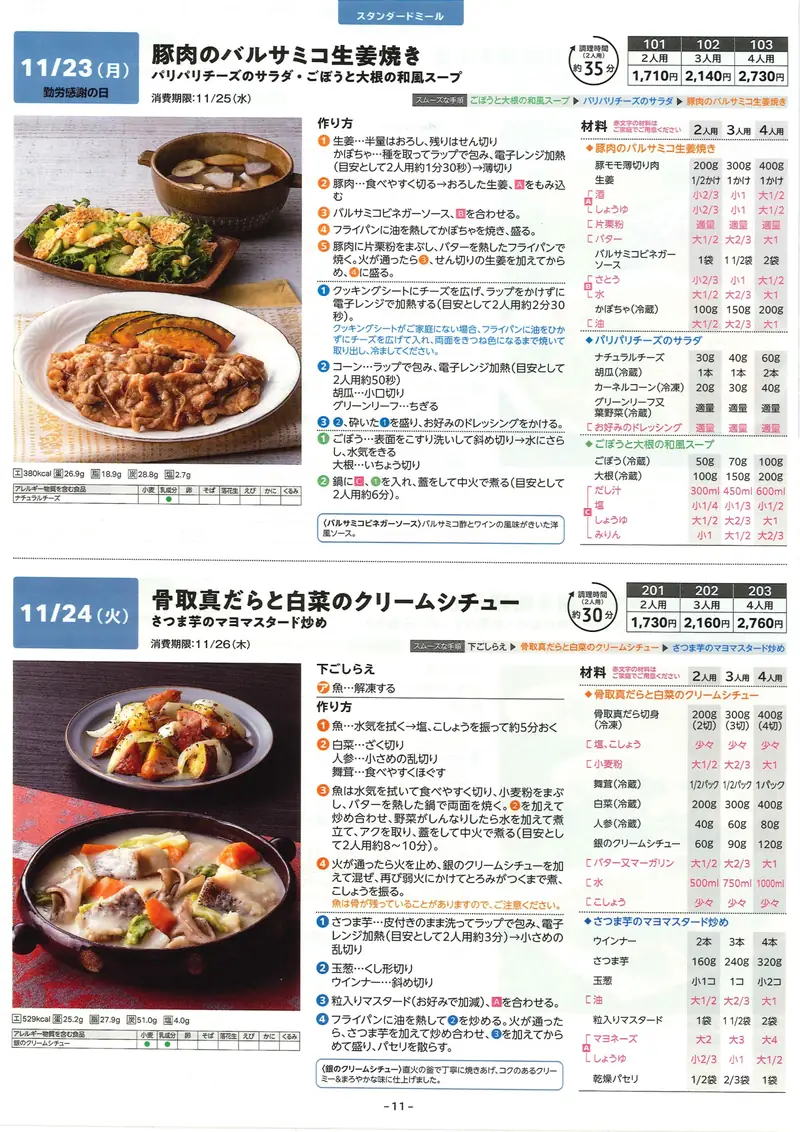 スタンダードミール
11/23(月)
勤労感謝の日
豚肉のバルサミコ生姜焼き
パリパリチーズのサラダ・ごぼうと大根の和風スープ
消費期限:11/25(水)
調理時間
(2人用)
約35分
101 102 103
2人用 3人用 4人用
1,710円 2,140円 2,730円
スムーズな手順 ごぼうと大根の和風スープ▶パリパリチーズのサラダ▶豚肉のバルサミコ生姜焼き
作り方
1 生姜…半量はおろし、残りはせん切り
かぼちゃ…種を取ってラップで包み、電子レンジ加熱
(目安として2人用約1分30秒)→薄切り
2 豚肉…食べやすく切る→おろした生姜、Aをもみ込
む
3 バルサミコビネガーソース、Bを合わせる。
4 フライパンに油を熱してかぼちゃを焼き、盛る。
5 豚肉に片栗粉をまぶし、バターを熱したフライパンで
焼く。火が通ったら3、せん切りの生姜を加えてから
め、4に盛る。
1 クッキングシートにチーズを広げ、ラップをかけずに
電子レンジで加熱する(目安として2人用約2分30
秒)。
クッキングシートがご家庭にない場合、フライパンに油をひか
ずにチーズを広げて入れ、両面をきつね色になるまで焼いて
取り出し、冷ましてください。
2 コーン…ラップで包み、電子レンジ加熱(目安として
2人用約50秒)
胡瓜…小口切り
グリーンリーフ…ちぎる
3 2、砕いた1を盛り、お好みのドレッシングをかける。
1 ごぼう…表面をこすり洗いして斜め切り→水にさら
し、水気をきる
大根…いちょう切り
2 鍋にC、1を入れ、蓋をして中火で煮る(目安として
2人用約6分)。
〈バルサミコビネガーソース〉バルサミコ酢とワインの風味がきいた洋
風ソース。
材料 赤文字の材料は
ご家庭でご用意ください
2人用 3人用 4人用
◆豚肉のバルサミコ生姜焼き
豚モモ薄切り肉 200g 300g 400g
生姜 1/2かけ 1かけ 1かけ
A
酒 小2/3 小1 大1/2
しょうゆ 小2/3 小1 大1/2
片栗粉 適量 適量 適量
バター 大1/2 大2/3 大1
バルサミコビネガー
ソース 1袋 1 1/2袋 2袋
B
さとう 小2/3 小1 大1/2
水 大1/2 大2/3 大1
かぼちゃ(冷蔵) 100g 150g 200g
油 大1/2 大2/3 大1
◆パリパリチーズのサラダ
ナチュラルチーズ 30g 40g 60g
胡瓜(冷蔵) 1本 1本 2本
カーネルコーン(冷凍) 20g 30g 40g
グリーンリーフ又
葉野菜(冷蔵) 適量 適量 適量
お好みのドレッシング 適量 適量 適量
◆ごぼうと大根の和風スープ
ごぼう(冷蔵) 50g 70g 100g
大根(冷蔵) 100g 150g 200g
C
だし汁 300ml 450ml 600ml
塩 小1/4 小1/3 小1/2
しょうゆ 大1/2 大2/3 大1
みりん 小1 大1/2 大2/3
エ380kcal 蛋26.9g 脂18.9g 炭28.8g 塩2.7g
アレルギー物質を含む食品 小麦 乳成分 卵 そば 落花生 えび かに くるみ
ナチュラルチーズ ●
11/24(火)
骨取真だらと白菜のクリームシチュー
さつま芋のマヨマスタード炒め
消費期限:11/26(木)
調理時間
(2人用)
約30分
201 202 203
2人用 3人用 4人用
1,730円 2,160円 2,760円
スムーズな手順 下ごしらえ▶骨取真だらと白菜のクリームシチュー▶さつま芋のマヨマスタード炒め
下ごしらえ
ア 魚…解凍する
作り方
1 魚…水気を拭く→塩、こしょうを振って約5分おく
2 白菜…ざく切り
人参…小さめの乱切り
舞茸…食べやすくほぐす
3 魚は水気を拭いて食べやすく切り、小麦粉をまぶ
し、バターを熱した鍋で両面を焼く。2を加えて
炒め合わせ、野菜がしんなりしたら水を加えて煮
立て、アクを取り、蓋をして中火で煮る(目安とし
て2人用約8〜10分)。
4 火が通ったら火を止め、銀のクリームシチューを加
えて混ぜ、再び弱火にかけてとろみがつくまで煮、
こしょうを振る。
魚は骨が残っていることがありますので、ご注意ください。
1 さつま芋…皮付きのまま洗ってラップで包み、電子
レンジ加熱(目安として2人用約3分)→小さめの
乱切り
2 玉葱…くし形切り
ウインナー…斜め切り
3 粒入りマスタード(お好みで加減)、Aを合わせる。
4 フライパンに油を熱して2を炒める。火が通った
ら、さつま芋を加えて炒め合わせ、3を加えてから
めて盛り、パセリを散らす。
〈銀のクリームシチュー〉直火の釜で丁寧に焼きあげ、コクのあるクリー
ミー&まろやかな味に仕上げました。
材料 赤文字の材料は
ご家庭でご用意ください
2人用 3人用 4人用
◆骨取真だらと白菜のクリームシチュー
骨取真だら切身 200g 300g 400g
(冷凍) (2切) (3切) (4切)
塩、こしょう 少々 少々 少々
小麦粉 大1/2 大2/3 大1
舞茸(冷蔵) 1/2パック 1/2パック 1パック
白菜(冷蔵) 200g 300g 400g
人参(冷蔵) 40g 60g 80g
銀のクリームシチュー 60g 90g 120g
バター又マーガリン 大1/2 大2/3 大1
水 500ml 750ml 1000ml
こしょう 少々 少々 少々
◆さつま芋のマヨマスタード炒め
ウインナー 2本 3本 4本
さつま芋 160g 240g 320g
玉葱 小1コ 1コ 小2コ
油 大1/2 大2/3 大1
粒入りマスタード 1袋 1 1/2袋 2袋
A
マヨネーズ 大2 大3 大4
しょうゆ 小2/3 小1 大1/2
乾燥パセリ 1/2袋 2/3袋 1袋
エ529kcal 蛋25.2g 脂27.9g 炭51.0g 塩4.0g
アレルギー物質を含む食品 小麦 乳成分 卵 そば 落花生 えび かに くるみ
銀のクリームシチュー ● ●
-11-